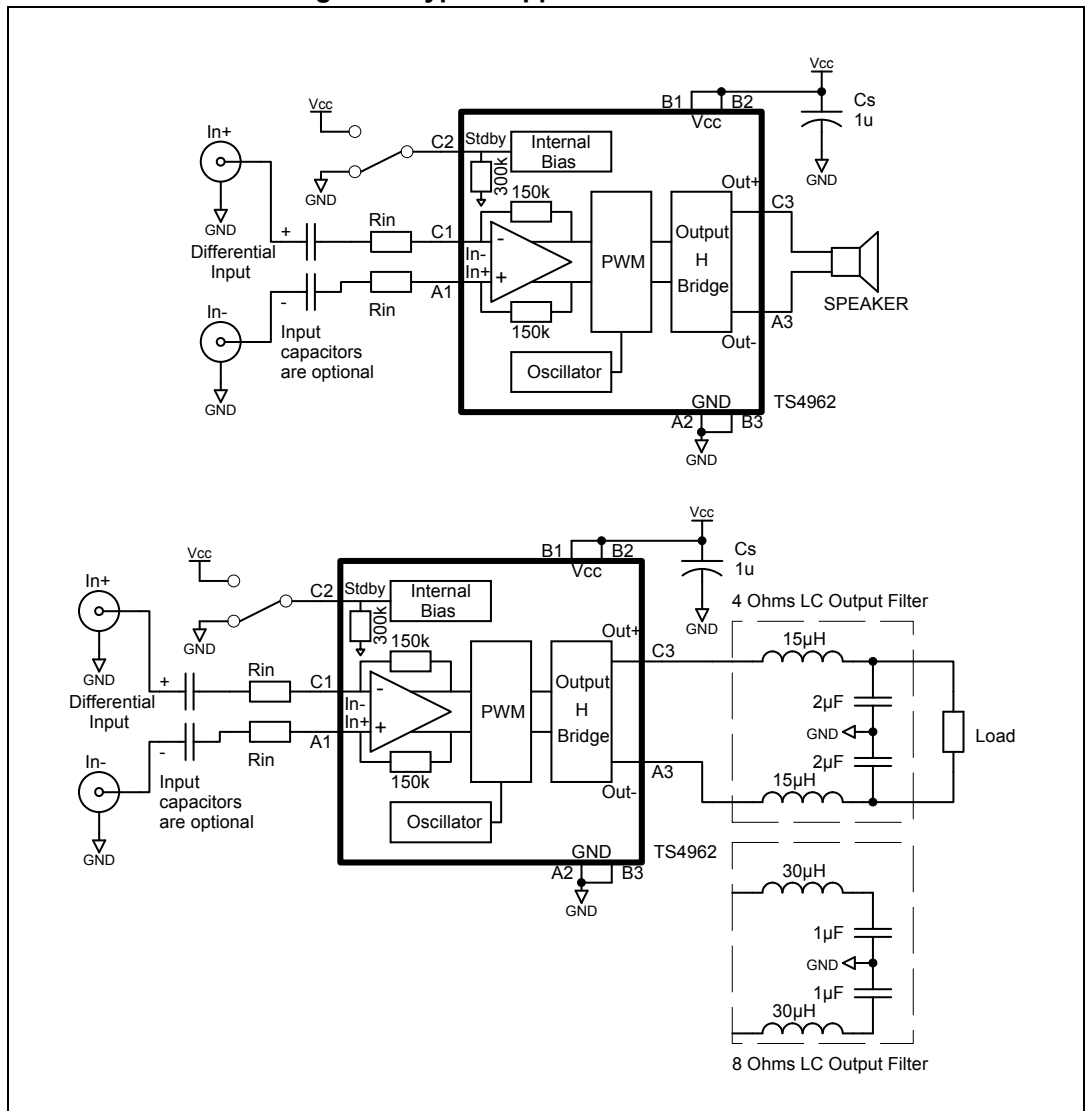 Vcc
B1
B2
Vcc
Cs
1u
GND
Vcc
In+
C2
Stdby
Internal
Bias
300k
GND
GND
150k
Out+
C3
Rin
C1
-
+
Differential
Input
In-
In+
+
PWM
Output
H
Bridge
SPEAKER
-
Rin
A1
150k
A3
In-
Input
capacitors
are optional
Out-
Oscillator
GND
GND
TS4962
A2
B3
GND
Vcc
B1
B2
Vcc
Cs
1u
GND
Vcc
In+
C2
Stdby
Internal
Bias
300k
GND
GND
4 Ohms LC Output Filter
150k
Out+
C3
15µH
Rin
C1
-
+
Differential
Input
In-
In+
+
PWM
Output
H
Bridge
2µF
GND
Load
2µF
-
Rin
A1
150k
A3
15µH
In-
Input
capacitors
are optional
Out-
Oscillator
GND
GND
TS4962
A2
B3
GND
30µH
1µF
GND
1µF
30µH
8 Ohms LC Output Filter